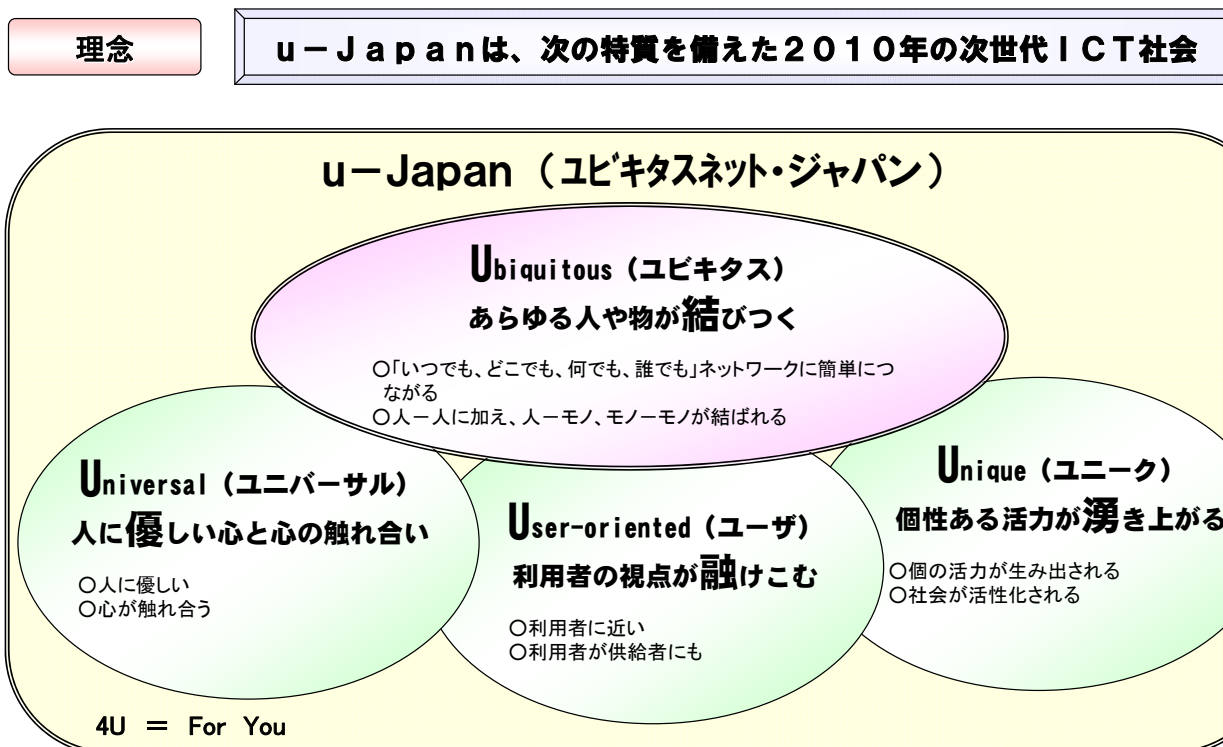 理念
u－Japanは、次の特質を備えた２０１０年の次世代ＩＣＴ社会
u－Japan（ユビキタスネット・ジャパン）
Ubiquitous（ユビキタス）
あらゆる人や物が結びつく
○「いつでも、どこでも、何でも、誰でも」ネットワークに簡単につ
ながる
○人－人に加え、人－モノ、モノ－モノが結ばれる
Universal（ユニバーサル）
人に優しい心と心の触れ合い
○人に優しい
○心が触れ合う
User-oriented（ユーザ）
利用者の視点が融けこむ
○利用者に近い
○利用者が供給者にも
Unique（ユニーク）
個性ある活力が湧き上がる
○個の活力が生み出される
○社会が活性化される
4U ＝ For You